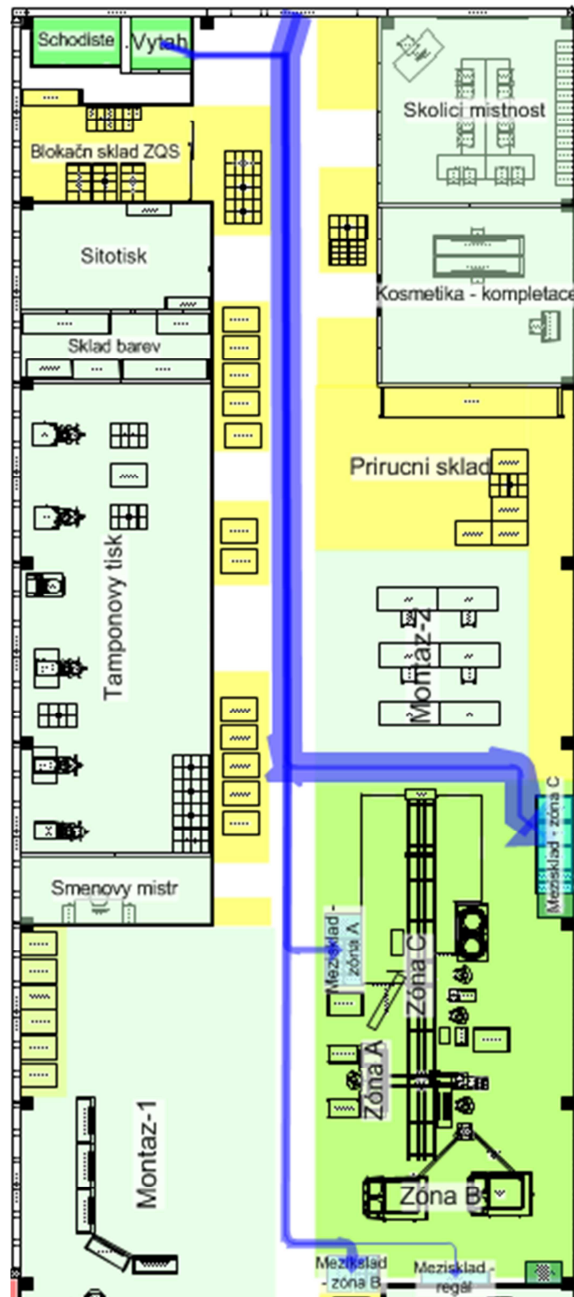 Schodiste
Vytah
Skolici mistnost
Blokačn sklad ZQS
Sitotisk
Kosmetika - kompletace
Sklad barev
Prirucni sklad
Tamponovy tisk
Montaz-2
Mezisklad - zóna C
Smenovy mistr
Mezisklad -
zóna A
Zóna C
Zóna A
Montaz-1
Zóna B
Mezikslad
- zóna B
Mezisklad -
regál